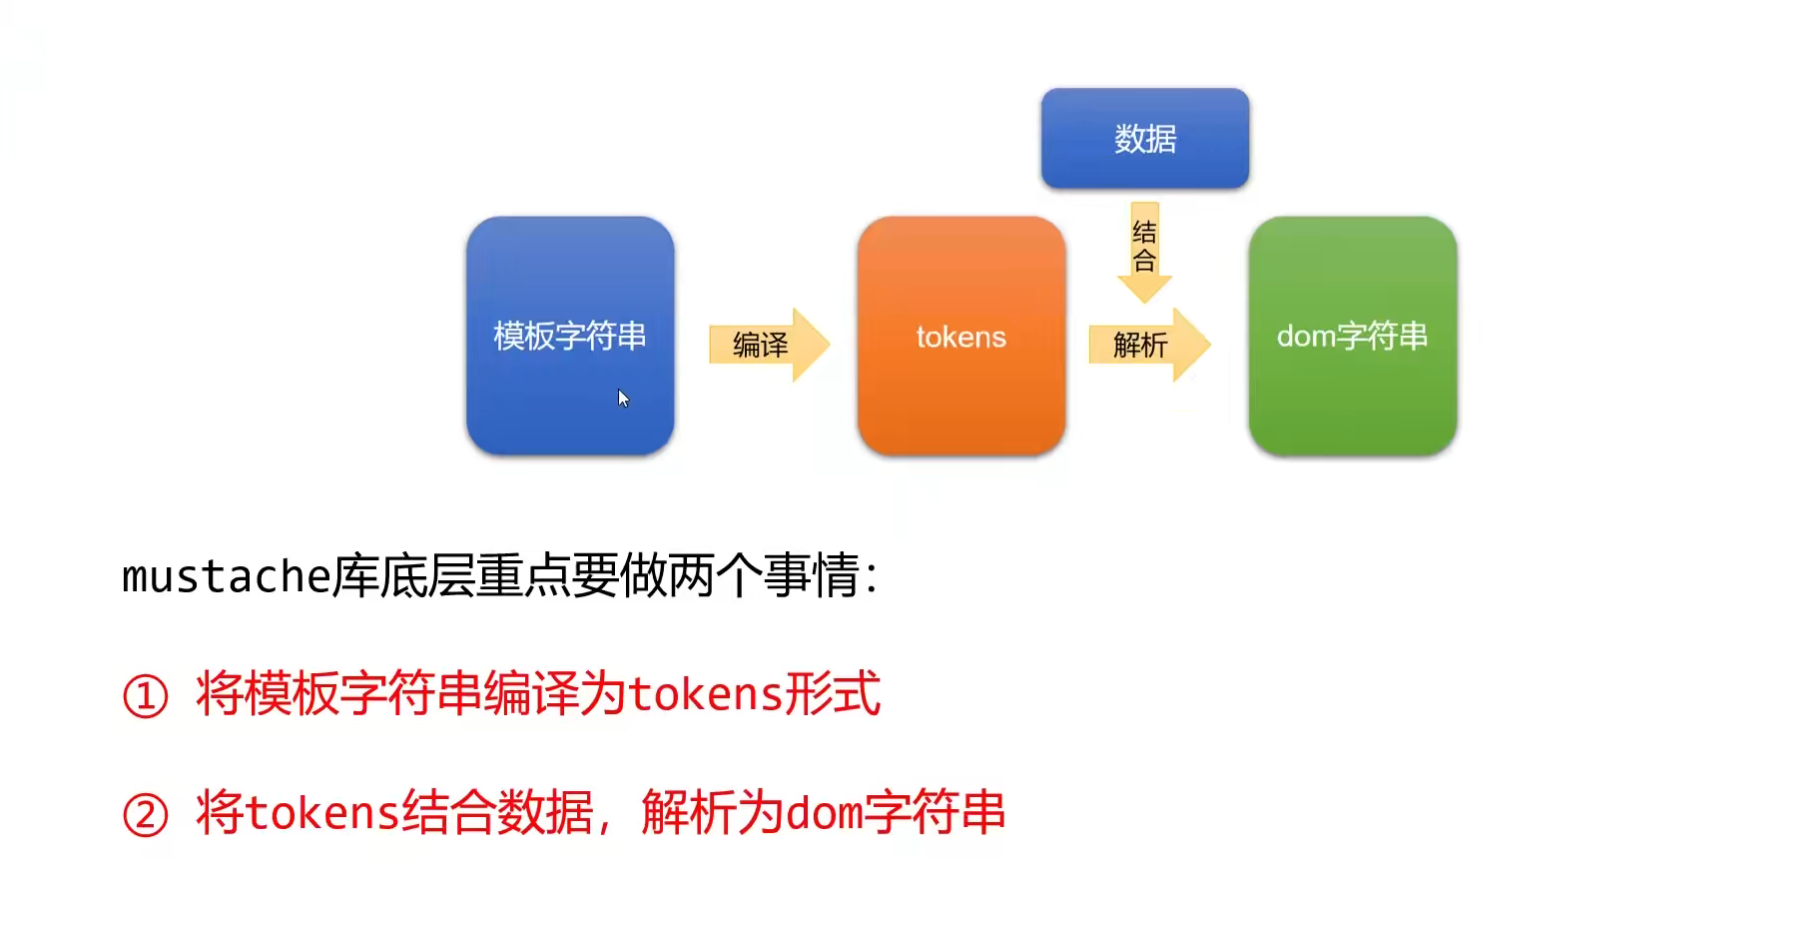 数据
结
合
模板字符串
编译
tokens
解析
dom字符串
mustache库底层重点要做两个事情：
① 将模板字符串编译为tokens形式
② 将tokens结合数据，解析为dom字符串